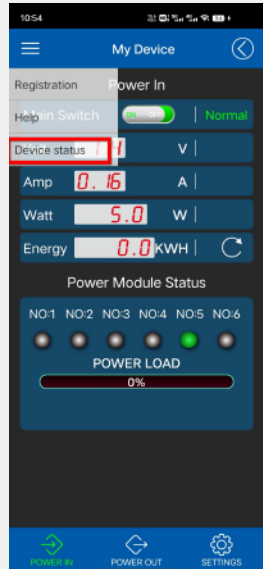 10:54
My Device
Registration
Power In
Help
Main Switch
ON OFF
Normal
Device status
V
Amp 0.16 A
Watt 5.0 W
Energy 0.0 KWH
Power Module Status
NO:1 NO:2 NO:3 NO:4 NO:5 NO:6
POWER LOAD
0%
POWER IN POWER OUT SETTINGS